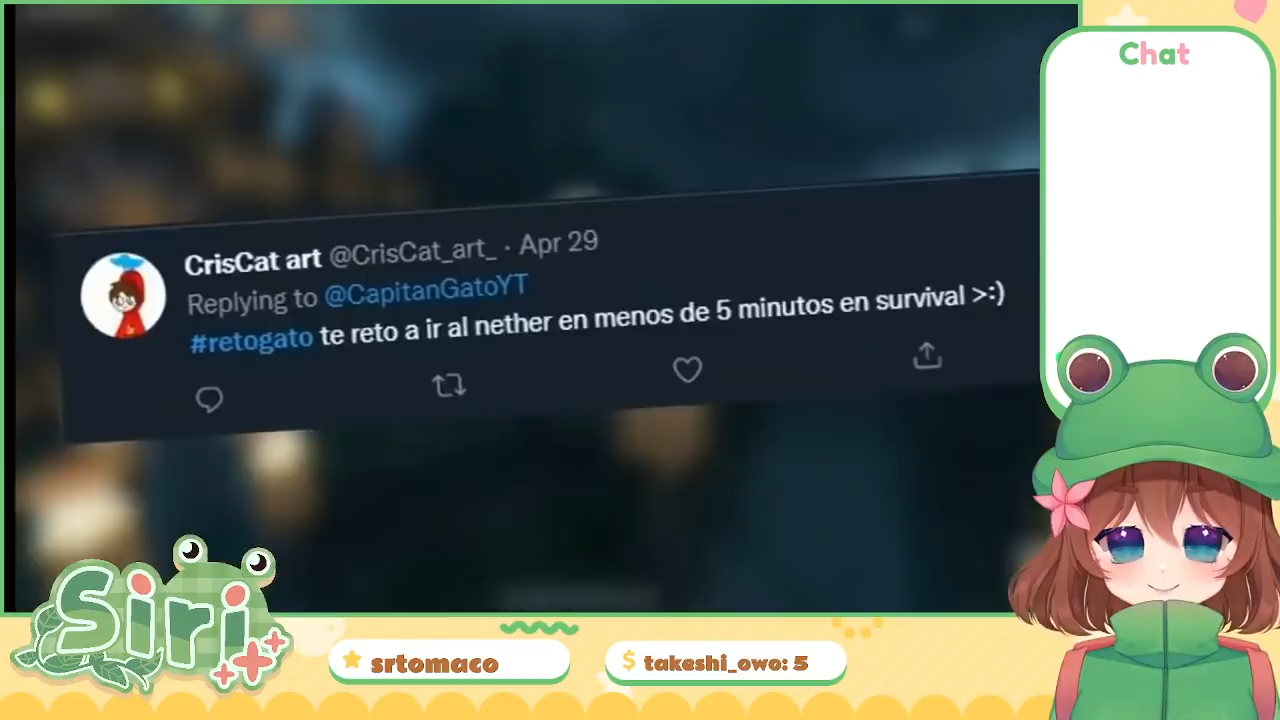 Chat
CrisCat art @CrisCat_art_ · Apr 29
Replying to @CapitanGatoYT
#retogato te reto a ir al nether en menos de 5 minutos en survival >:)
Siri
srtomaco
$ takeshi_owo: 5